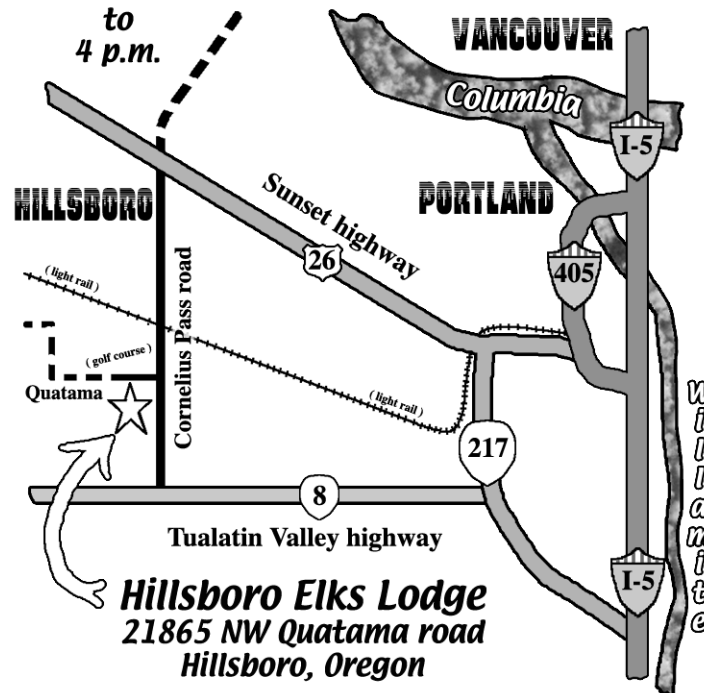 to
4 p.m.
VANCOUVER
Columbia
I-5
HILLSBORO
PORTLAND
Sunset highway
26
405
( light rail )
Cornelius Pass road
( golf course )
Quatama
( light rail )
217
Willamite
8
Tualatin Valley highway
I-5
Hillsboro Elks Lodge
21865 NW Quatama road
Hillsboro, Oregon